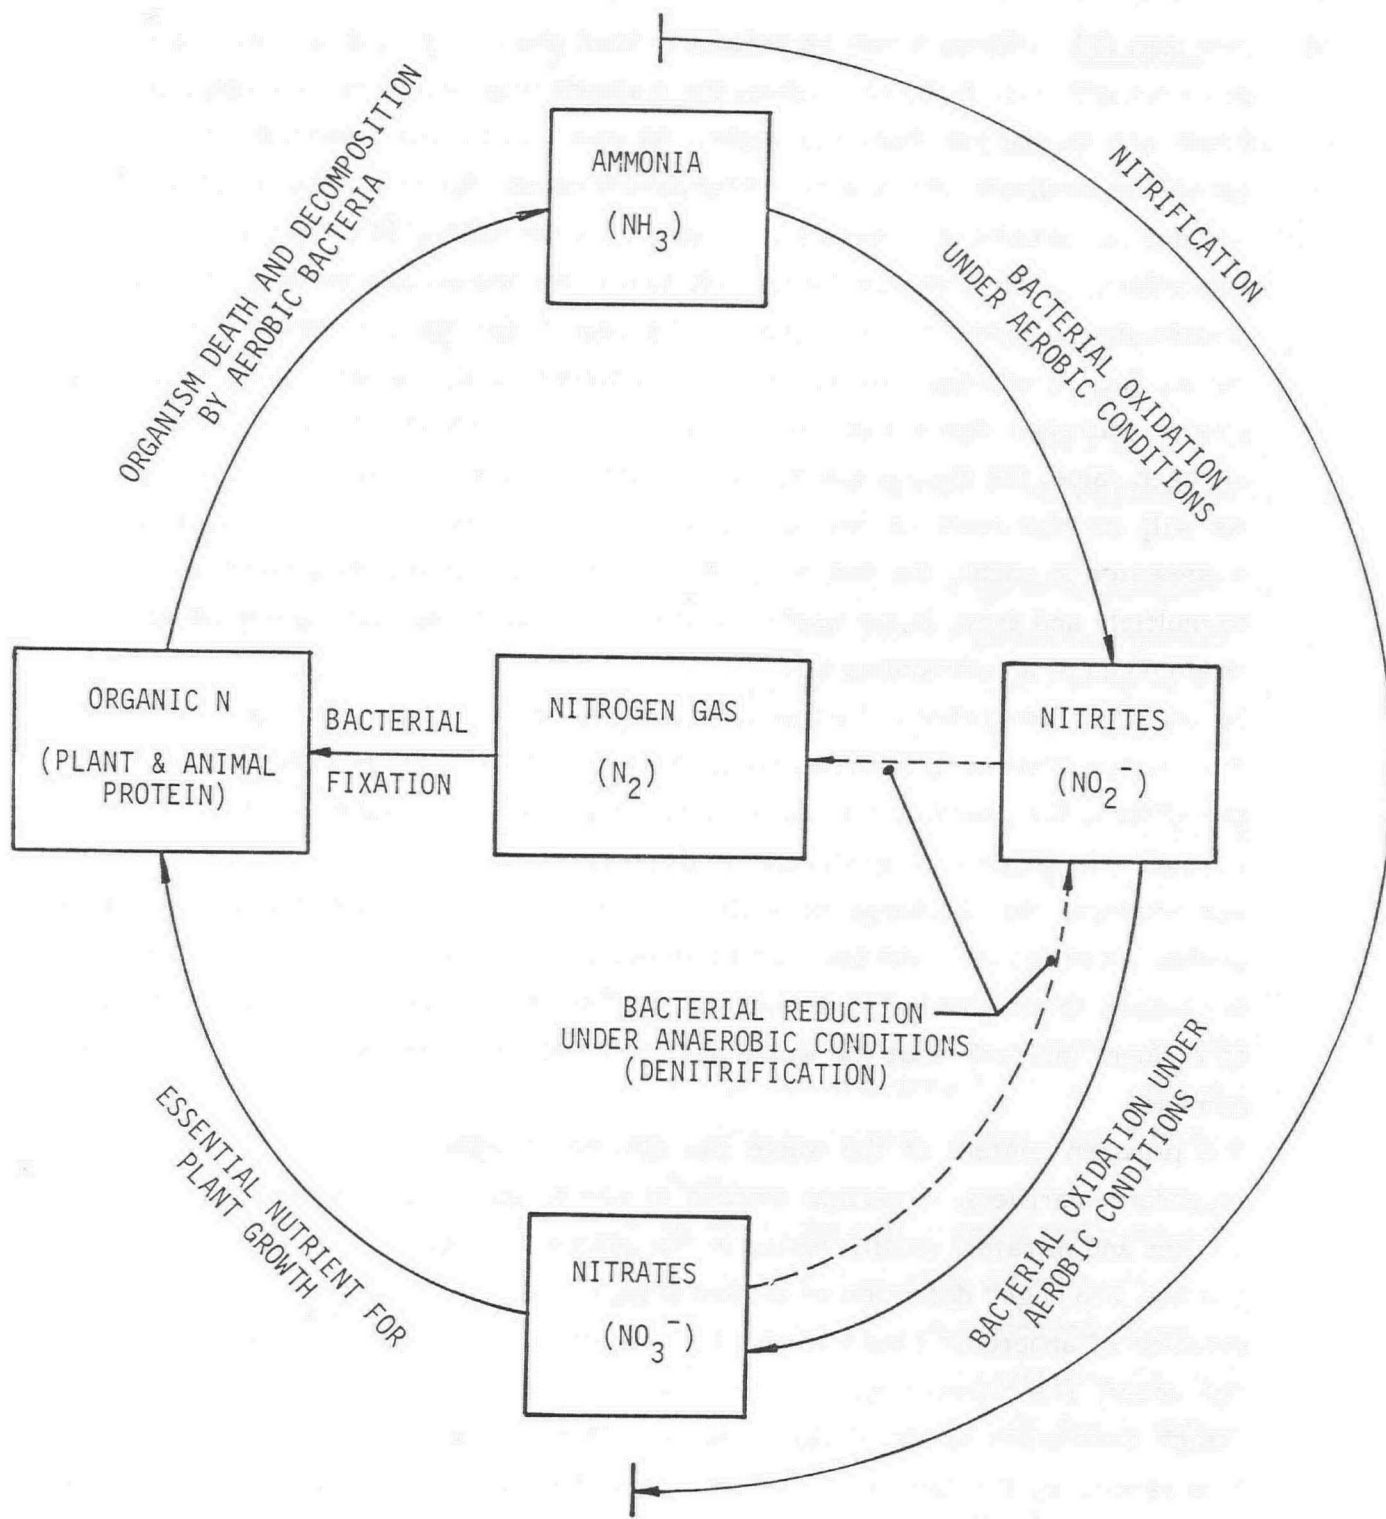 NITRIFICATION
ORGANISM DEATH AND DECOMPOSITION
BY AEROBIC BACTERIA
AMMONIA
(NH₃)
BACTERIAL OXIDATION
UNDER AEROBIC CONDITIONS
ORGANIC N
(PLANT & ANIMAL
PROTEIN)
BACTERIAL
FIXATION
NITROGEN GAS
(N₂)
NITRITES
(NO₂⁻)
BACTERIAL REDUCTION
UNDER ANAEROBIC CONDITIONS
(DENITRIFICATION)
ESSENTIAL NUTRIENT FOR
PLANT GROWTH
NITRATES
(NO₃⁻)
BACTERIAL OXIDATION UNDER
AEROBIC CONDITIONS